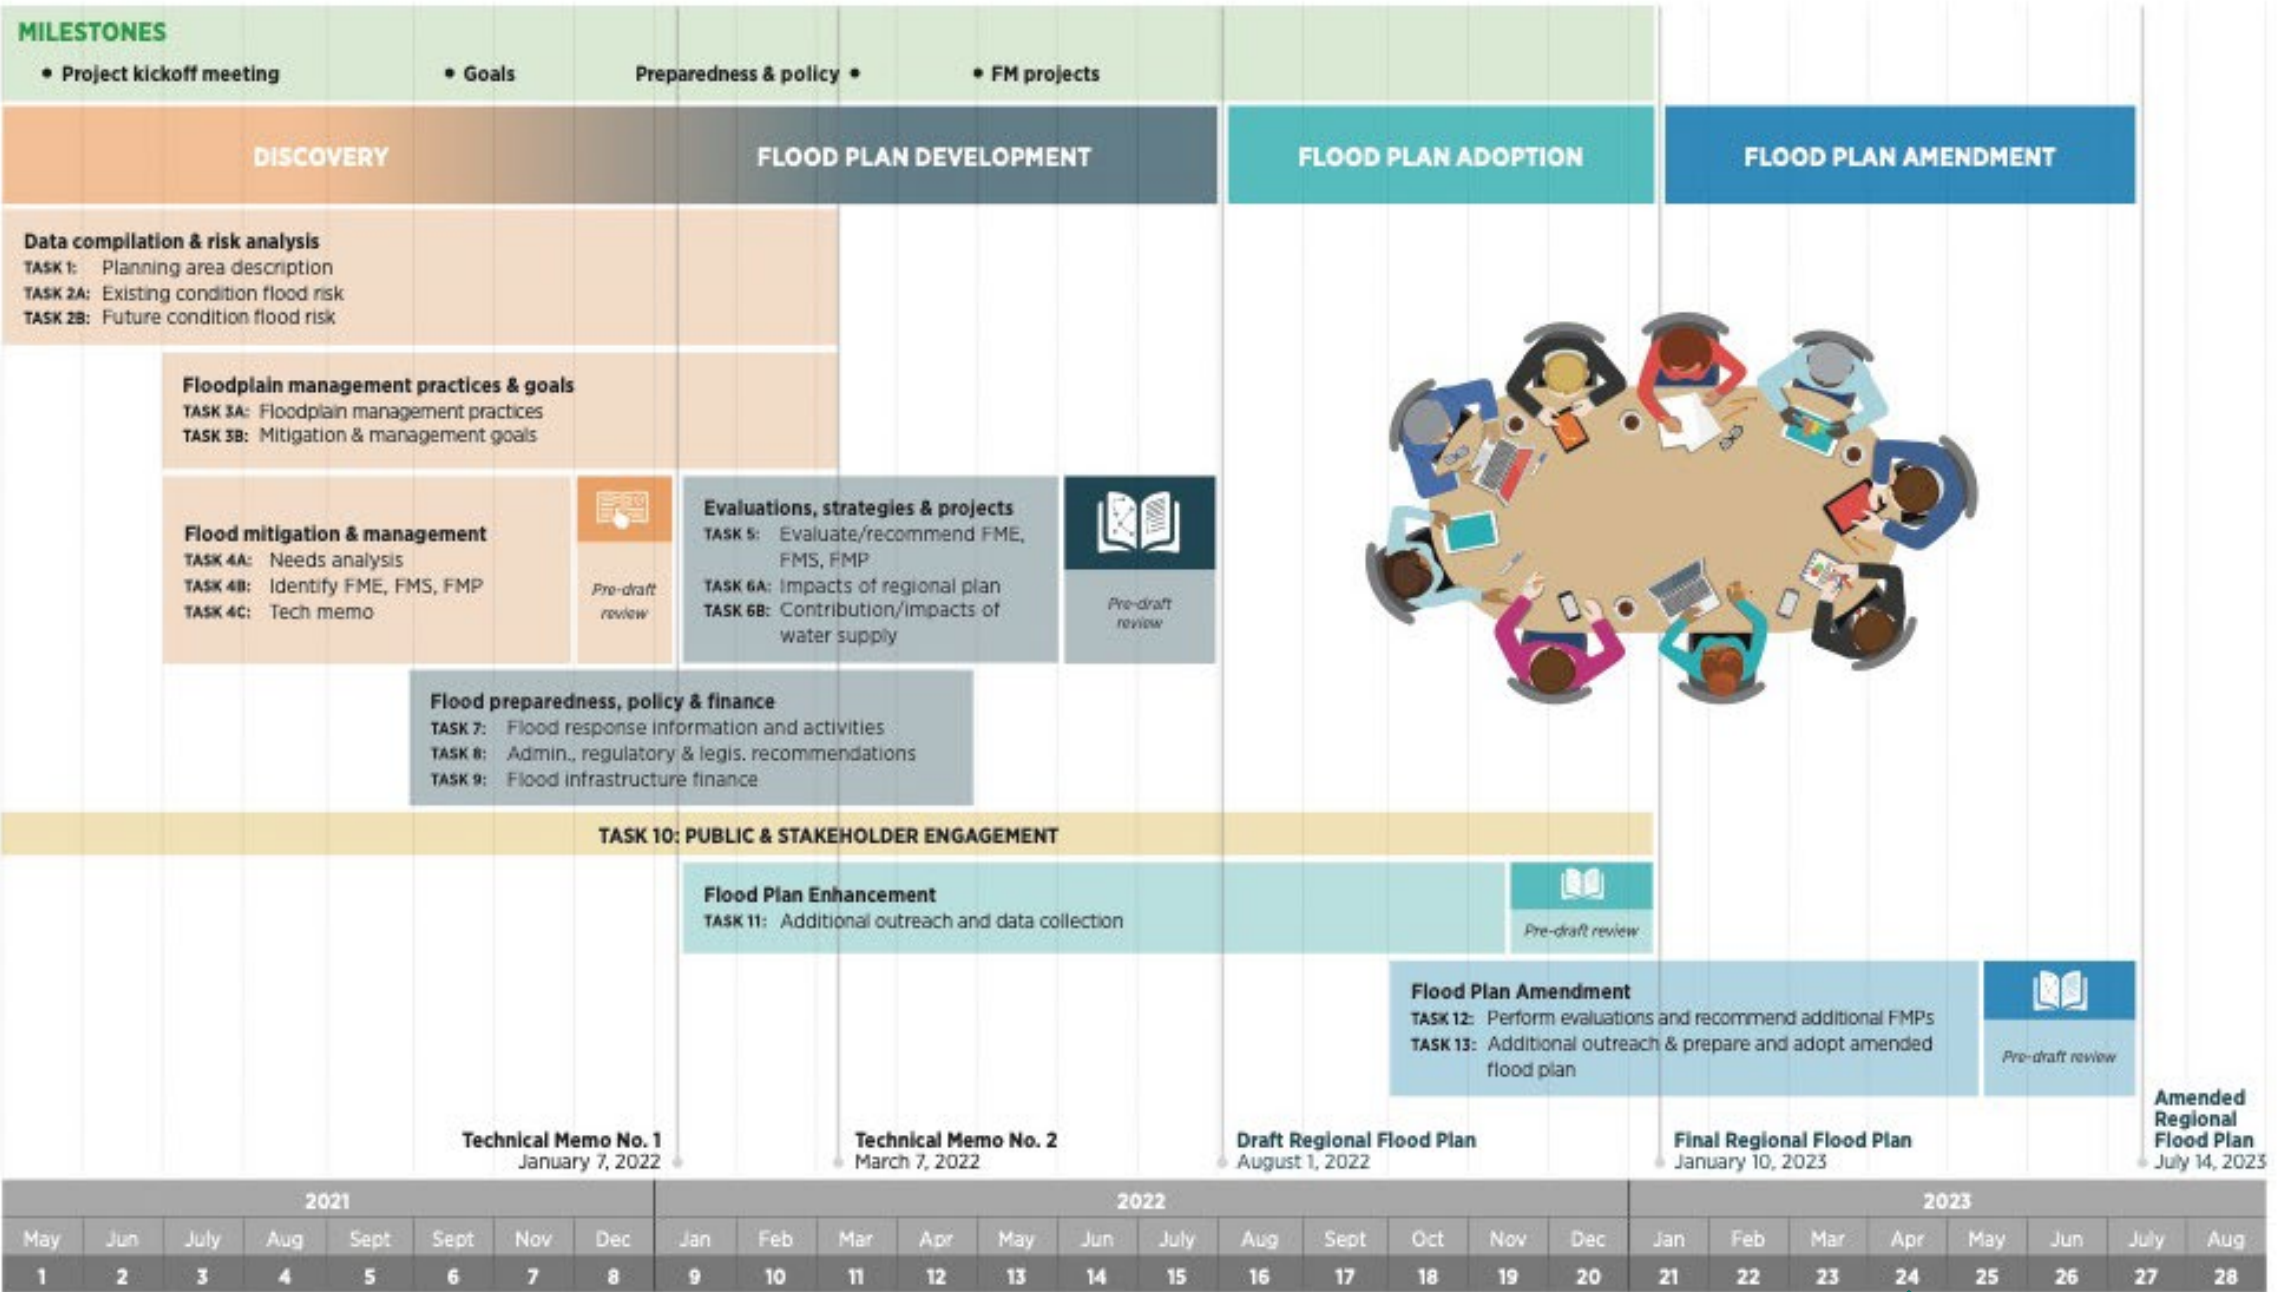 MILESTONES
• Project kickoff meeting
• Goals
Preparedness & policy •
• FM projects
DISCOVERY
FLOOD PLAN DEVELOPMENT
FLOOD PLAN ADOPTION
FLOOD PLAN AMENDMENT
Data compilation & risk analysis
TASK 1: Planning area description
TASK 2A: Existing condition flood risk
TASK 2B: Future condition flood risk
Floodplain management practices & goals
TASK 3A: Floodplain management practices
TASK 3B: Mitigation & management goals
Flood mitigation & management
TASK 4A: Needs analysis
TASK 4B: Identify FME, FMS, FMP
TASK 4C: Tech memo
Pre-draft
review
Evaluations, strategies & projects
TASK 5: Evaluate/recommend FME,
FMS, FMP
TASK 6A: Impacts of regional plan
TASK 6B: Contribution/impacts of
water supply
Pre-draft
review
Flood preparedness, policy & finance
TASK 7: Flood response information and activities
TASK 8: Admin., regulatory & legis. recommendations
TASK 9: Flood infrastructure finance
TASK 10: PUBLIC & STAKEHOLDER ENGAGEMENT
Flood Plan Enhancement
TASK 11: Additional outreach and data collection
Pre-draft review
Flood Plan Amendment
TASK 12: Perform evaluations and recommend additional FMPs
TASK 13: Additional outreach & prepare and adopt amended
flood plan
Pre-draft review
Technical Memo No. 1
January 7, 2022
Technical Memo No. 2
March 7, 2022
Draft Regional Flood Plan
August 1, 2022
Final Regional Flood Plan
January 10, 2023
Amended
Regional
Flood Plan
July 14, 2023
2021 2022 2023
May Jun July Aug Sept Sept Nov Dec Jan Feb Mar Apr May Jun July Aug Sept Oct Nov Dec Jan Feb Mar Apr May Jun July Aug
1 2 3 4 5 6 7 8 9 10 11 12 13 14 15 16 17 18 19 20 21 22 23 24 25 26 27 28